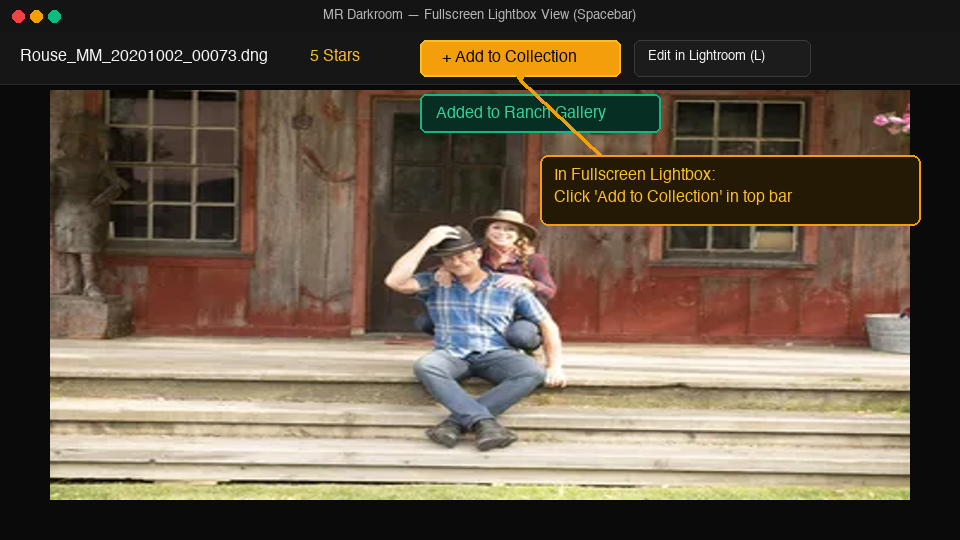 MR Darkroom — Fullscreen Lightbox View (Spacebar)
Rouse_MM_20201002_00073.dng
5 Stars
+ Add to Collection
Edit in Lightroom (L)
Added to Ranch Gallery
In Fullscreen Lightbox:
Click 'Add to Collection' in top bar